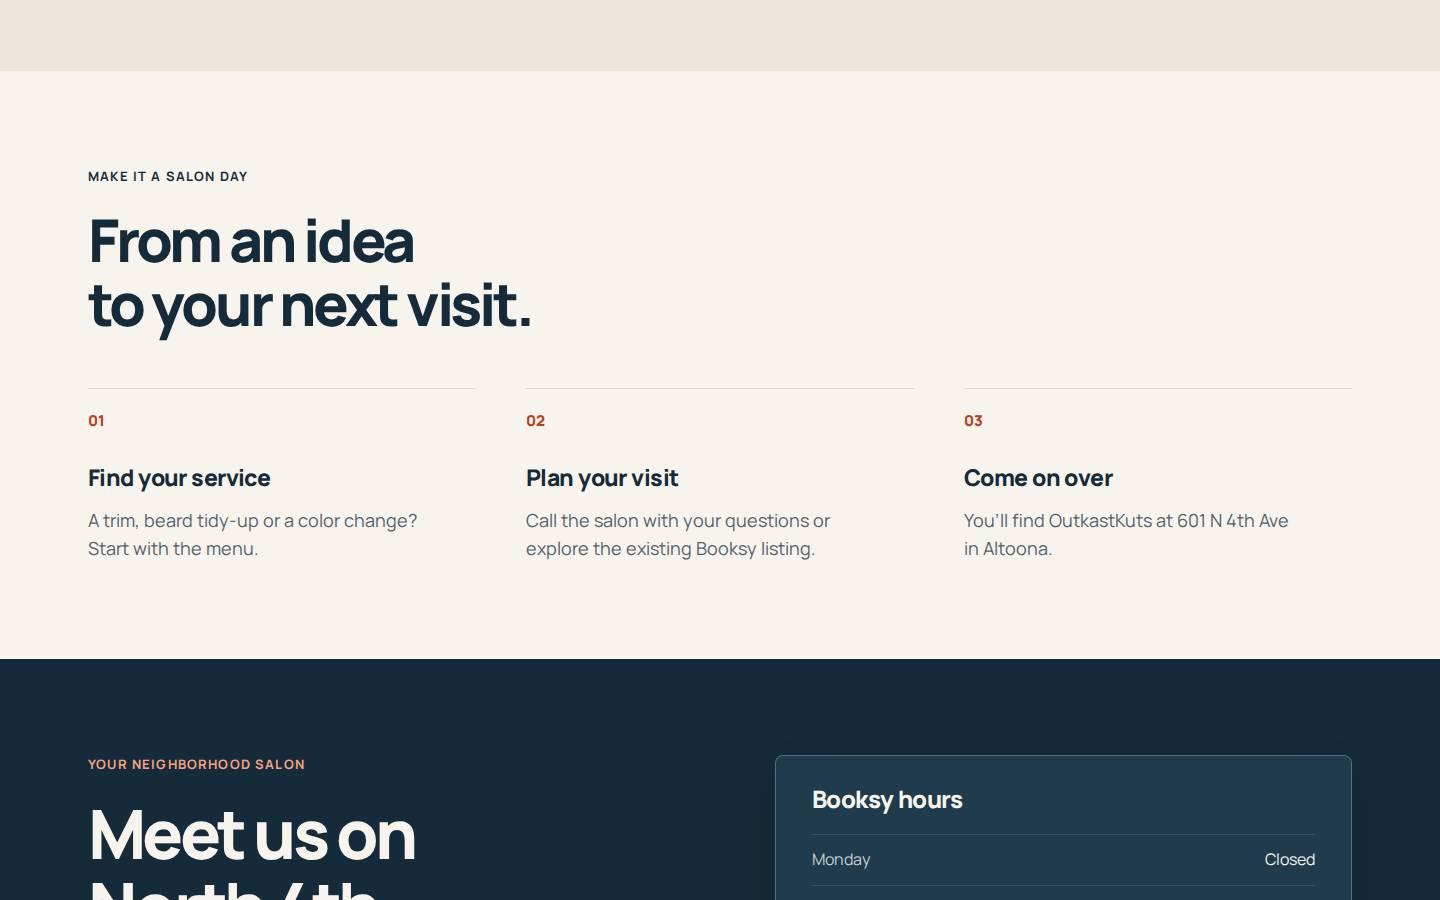 MAKE IT A SALON DAY
From an idea
to your next visit.
01
Find your service
A trim, beard tidy-up or a color change?
Start with the menu.
02
Plan your visit
Call the salon with your questions or
explore the existing Booksy listing.
03
Come on over
You’ll find OutkastKuts at 601 N 4th Ave
in Altoona.
YOUR NEIGHBORHOOD SALON
Meet us on
North 4th
Booksy hours
Monday
Closed